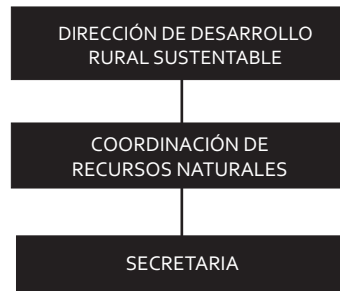 DIRECCIÓN DE DESARROLLO
RURAL SUSTENTABLE
COORDINACIÓN DE
RECURSOS NATURALES
SECRETARIA